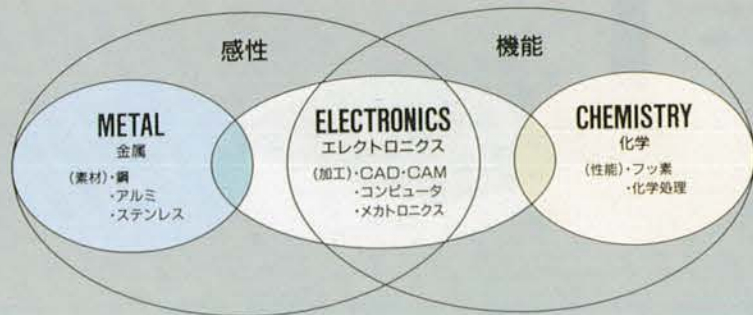 感性
機能
METAL
金属
(素材)・鋼
・アルミ
・ステンレス
ELECTRONICS
エレクトロニクス
(加工)・CAD・CAM
・コンピュータ
・メカトロニクス
CHEMISTRY
化学
(性能)・フッ素
・化学処理